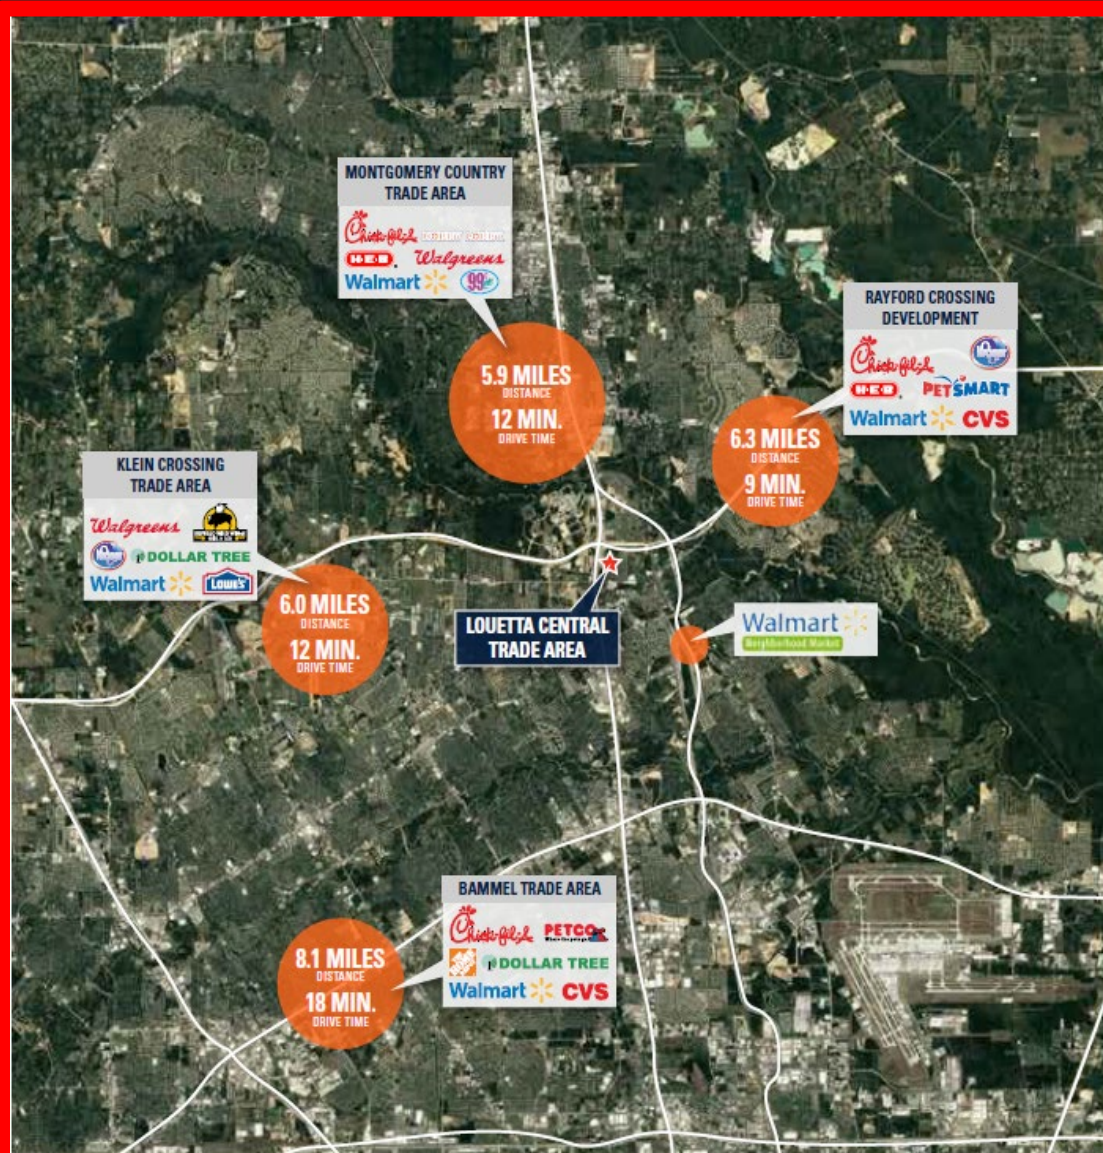 MONTGOMERY COUNTRY
TRADE AREA
Chick-fil-A
H-E-B Walgreens
Walmart 99
5.9 MILES
DISTANCE
12 MIN.
DRIVE TIME
RAYFORD CROSSING
DEVELOPMENT
Chick-fil-A Kroger
H-E-B PETSMART
Walmart CVS
6.3 MILES
DISTANCE
9 MIN.
DRIVE TIME
KLEIN CROSSING
TRADE AREA
Walgreens
Kroger DOLLAR TREE
Walmart LOWE'S
6.0 MILES
DISTANCE
12 MIN.
DRIVE TIME
LOUETTA CENTRAL
TRADE AREA
Walmart
Neighborhood Market
BAMMEL TRADE AREA
Chick-fil-A PETCO
DOLLAR TREE
Walmart CVS
8.1 MILES
DISTANCE
18 MIN.
DRIVE TIME